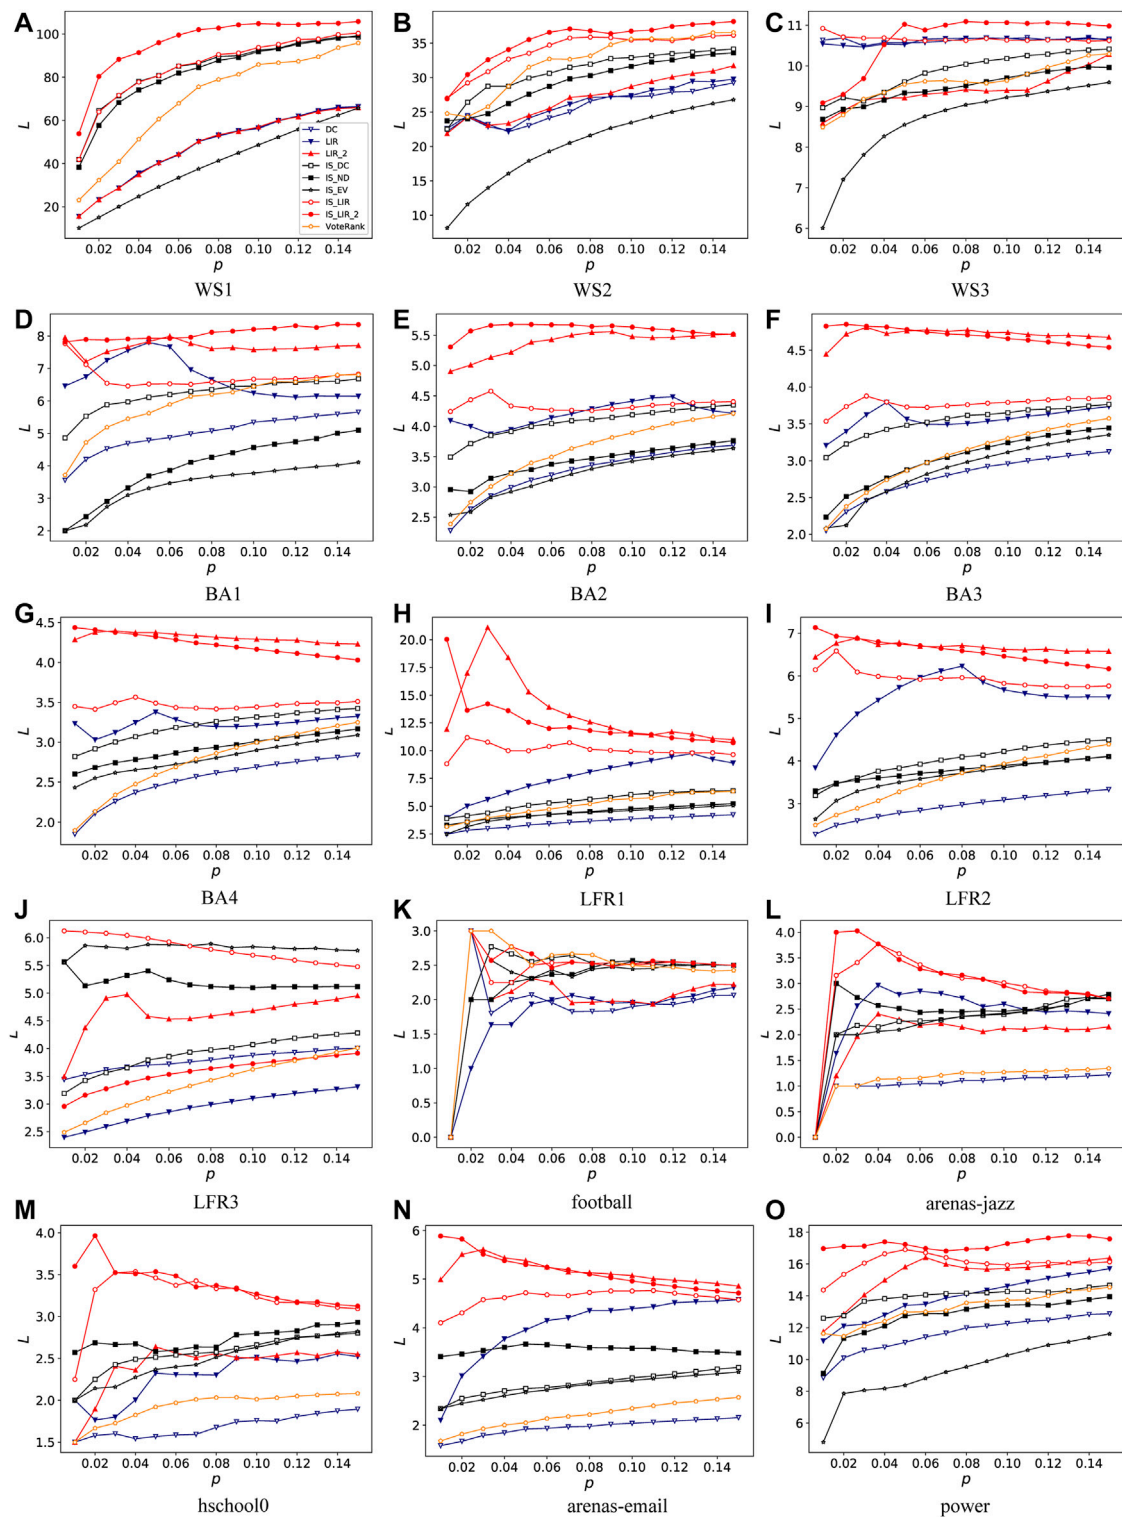 A
L
100
80
60
40
20
0.02 0.04 0.06 0.08 0.10 0.12 0.14
p
DC
LIR
LIR_2
IS_DC
IS_ND
IS_EV
IS_LIR
IS_LIR_2
VoteRank
WS1
B
L
35
30
25
20
15
10
0.02 0.04 0.06 0.08 0.10 0.12 0.14
p
WS2
C
L
11
10
9
8
7
6
0.02 0.04 0.06 0.08 0.10 0.12 0.14
p
WS3
D
L
8
7
6
5
4
3
2
0.02 0.04 0.06 0.08 0.10 0.12 0.14
p
BA1
E
L
5.5
5.0
4.5
4.0
3.5
3.0
2.5
0.02 0.04 0.06 0.08 0.10 0.12 0.14
p
BA2
F
L
4.5
4.0
3.5
3.0
2.5
2.0
0.02 0.04 0.06 0.08 0.10 0.12 0.14
p
BA3
G
L
4.5
4.0
3.5
3.0
2.5
2.0
0.02 0.04 0.06 0.08 0.10 0.12 0.14
p
BA4
H
L
20.0
17.5
15.0
12.5
10.0
7.5
5.0
2.5
0.02 0.04 0.06 0.08 0.10 0.12 0.14
p
LFR1
I
L
7
6
5
4
3
0.02 0.04 0.06 0.08 0.10 0.12 0.14
p
LFR2
J
L
6.0
5.5
5.0
4.5
4.0
3.5
3.0
2.5
0.02 0.04 0.06 0.08 0.10 0.12 0.14
p
LFR3
K
L
3.0
2.5
2.0
1.5
1.0
0.5
0.0
0.02 0.04 0.06 0.08 0.10 0.12 0.14
p
football
L
L
4.0
3.5
3.0
2.5
2.0
1.5
1.0
0.5
0.0
0.02 0.04 0.06 0.08 0.10 0.12 0.14
p
arenas-jazz
M
L
4.0
3.5
3.0
2.5
2.0
1.5
0.02 0.04 0.06 0.08 0.10 0.12 0.14
p
hschool0
N
L
6
5
4
3
2
0.02 0.04 0.06 0.08 0.10 0.12 0.14
p
arenas-email
O
L
18
16
14
12
10
8
6
0.02 0.04 0.06 0.08 0.10 0.12 0.14
p
power